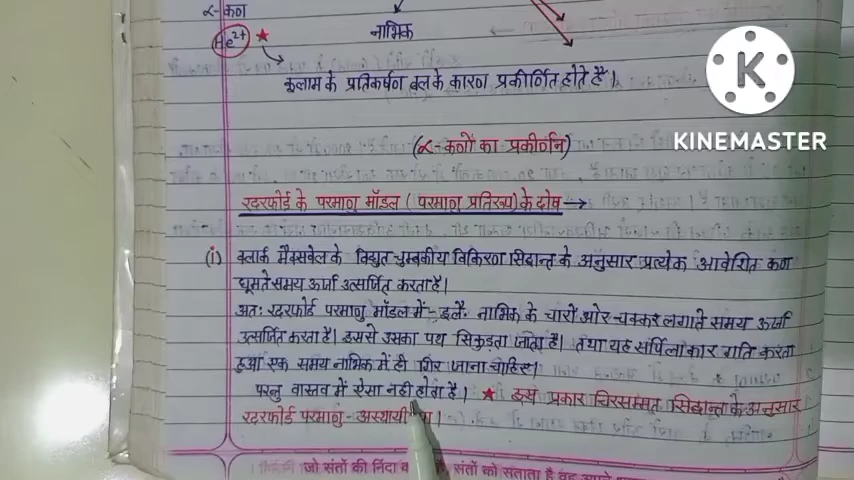 α-कण
He²⁺ ★
नाभिक
कूलाम के प्रतिकर्षण बल के कारण प्रकीर्णित होते है।
K
KINEMASTER
(α-कणों का प्रकीर्णन)
रदरफोर्ड के परमाणु मॉडल ( परमाणु प्रतिरूप) के दोष →
(i) क्लार्क मैक्सवेल के विद्युत चुम्बकीय विकिरण सिद्धान्त के अनुसार प्रत्येक आवेशित कण
घूमते समय ऊर्जा उत्सर्जित करता है।
अतः रदरफोर्ड परमाणु मॉडल में- इलै० नाभिक के चारों ओर चक्कर लगाते समय ऊर्जा
उत्सर्जित करता है। इससे उसका पथ सिकुड़ता जाता है। तथा यह सर्पिलाकार गति करता
हुआ एक समय नाभिक में ही गिर जाना चाहिए।
परन्तु वास्तव में ऐसा नही होता है। ★ इस प्रकार चिरसम्मत सिद्धान्त के अनुसार
रदरफोर्ड परमाणु- अस्थायी था।
जो संतों की निंदा संतों को सताता है वह अपने